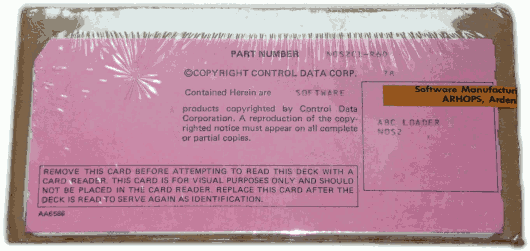 PART NUMBER
©COPYRIGHT CONTROL DATA CORP.
Contained Herein are SOFTWARE
products copyrighted by Control Data
Corporation. A reproduction of the copy-
righted notice must appear on all complete
or partial copies.
Software Manufacturi
ARHOPS, Arden
ABC LOADER
NOS2
REMOVE THIS CARD BEFORE ATTEMPTING TO READ THIS DECK WITH A
CARD READER. THIS CARD IS FOR VISUAL PURPOSES ONLY AND SHOULD
NOT BE PLACED IN THE CARD READER. REPLACE THIS CARD AFTER THE
DECK IS READ TO SERVE AGAIN AS IDENTIFICATION.